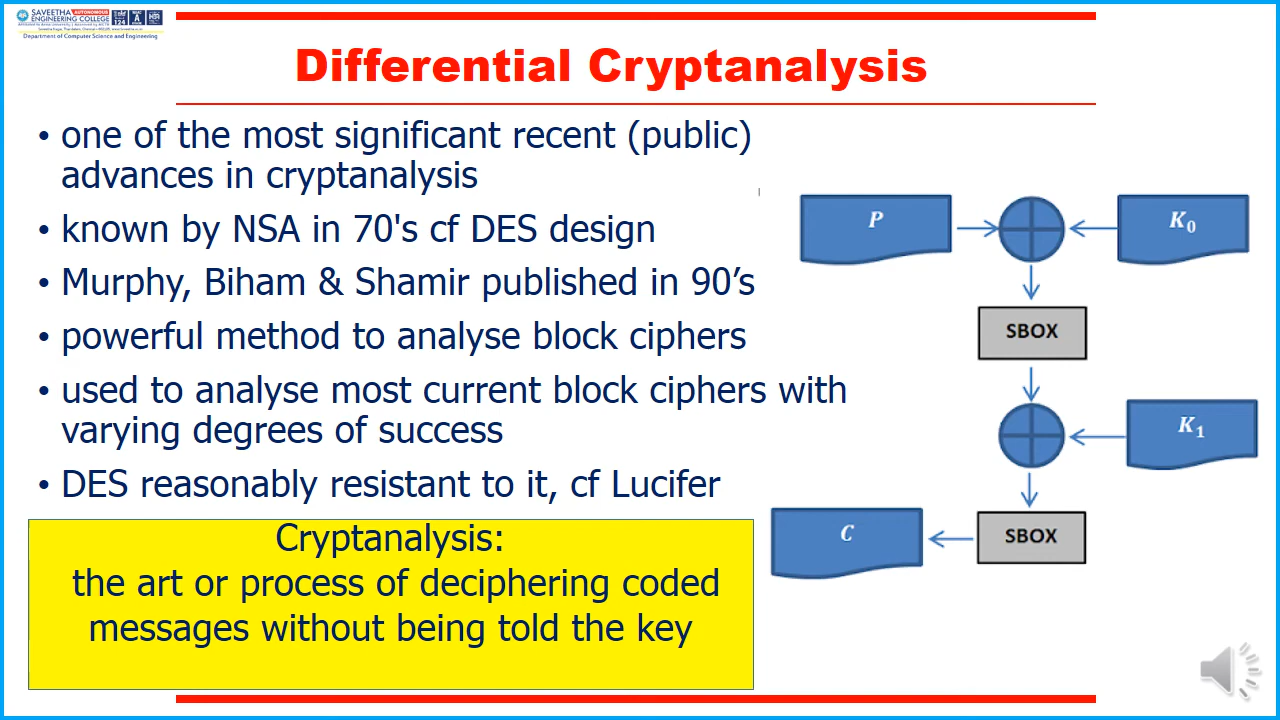 SAVEETHA AUTONOMOUS
ENGINEERING COLLEGE
Department of Computer Science and Engineering
Differential Cryptanalysis
• one of the most significant recent (public)
advances in cryptanalysis
• known by NSA in 70's cf DES design
• Murphy, Biham & Shamir published in 90’s
• powerful method to analyse block ciphers
• used to analyse most current block ciphers with
varying degrees of success
• DES reasonably resistant to it, cf Lucifer
Cryptanalysis:
the art or process of deciphering coded
messages without being told the key
P
K₀
SBOX
K₁
SBOX
C